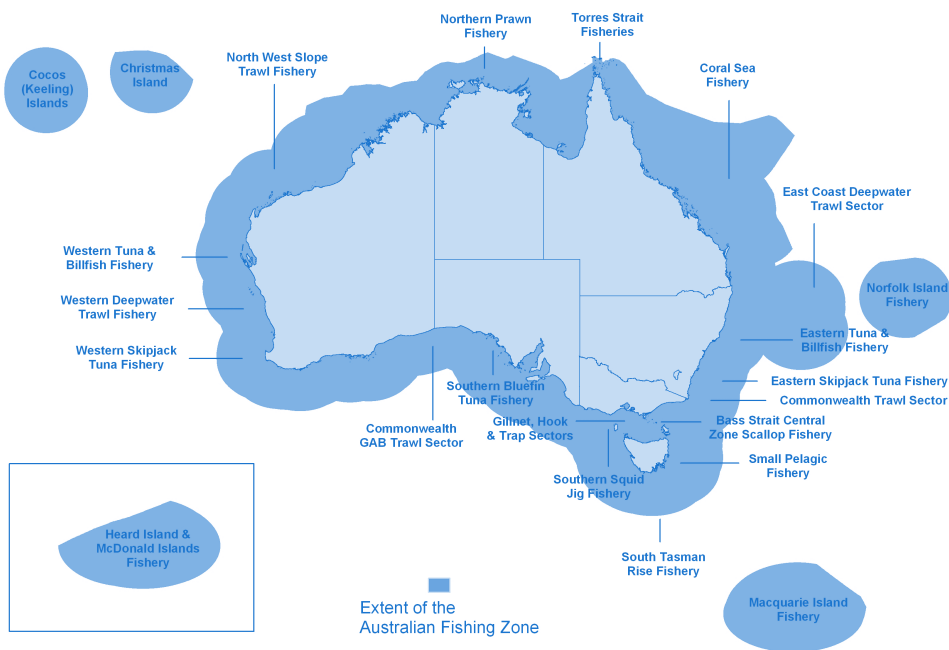 Northern Prawn
Fishery
Torres Strait
Fisheries
North West Slope
Trawl Fishery
Cocos
(Keeling)
Islands
Christmas
Island
Coral Sea
Fishery
East Coast Deepwater
Trawl Sector
Western Tuna &
Billfish Fishery
Norfolk Island
Fishery
Western Deepwater
Trawl Fishery
Eastern Tuna &
Billfish Fishery
Western Skipjack
Tuna Fishery
Southern Bluefin
Tuna Fishery
Eastern Skipjack Tuna Fishery
Commonwealth Trawl Sector
Commonwealth
GAB Trawl Sector
Gillnet, Hook
& Trap Sectors
Bass Strait Central
Zone Scallop Fishery
Small Pelagic
Fishery
Southern Squid
Jig Fishery
Heard Island &
McDonald Islands
Fishery
South Tasman
Rise Fishery
Macquarie Island
Fishery
Extent of the
Australian Fishing Zone